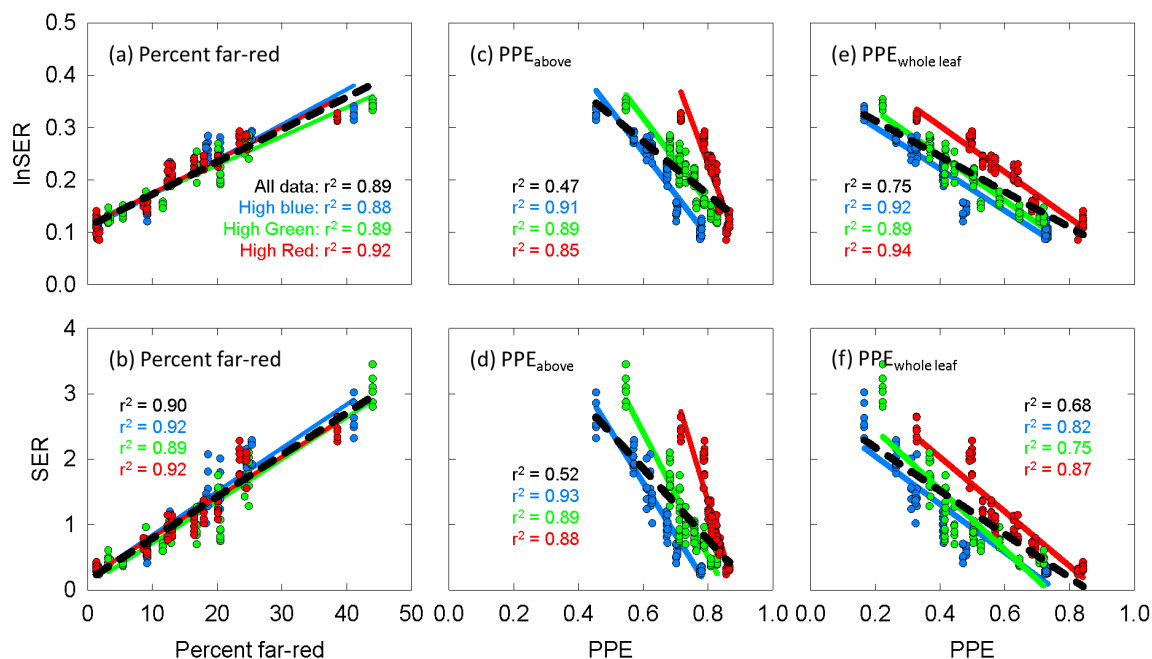 0.5
0.4
0.3
0.2
0.1
0.0
lnSER
(a) Percent far-red
All data: r² = 0.89
High blue: r² = 0.88
High Green: r² = 0.89
High Red: r² = 0.92
(c) PPEabove
r² = 0.47
r² = 0.91
r² = 0.89
r² = 0.85
(e) PPEwhole leaf
r² = 0.75
r² = 0.92
r² = 0.89
r² = 0.94
4
3
2
1
0
SER
(b) Percent far-red
r² = 0.90
r² = 0.92
r² = 0.89
r² = 0.92
(d) PPEabove
r² = 0.52
r² = 0.93
r² = 0.89
r² = 0.88
(f) PPEwhole leaf
r² = 0.68
r² = 0.82
r² = 0.75
r² = 0.87
0 10 20 30 40 50
0.0 0.2 0.4 0.6 0.8 1.0
0.0 0.2 0.4 0.6 0.8 1.0
Percent far-red
PPE
PPE